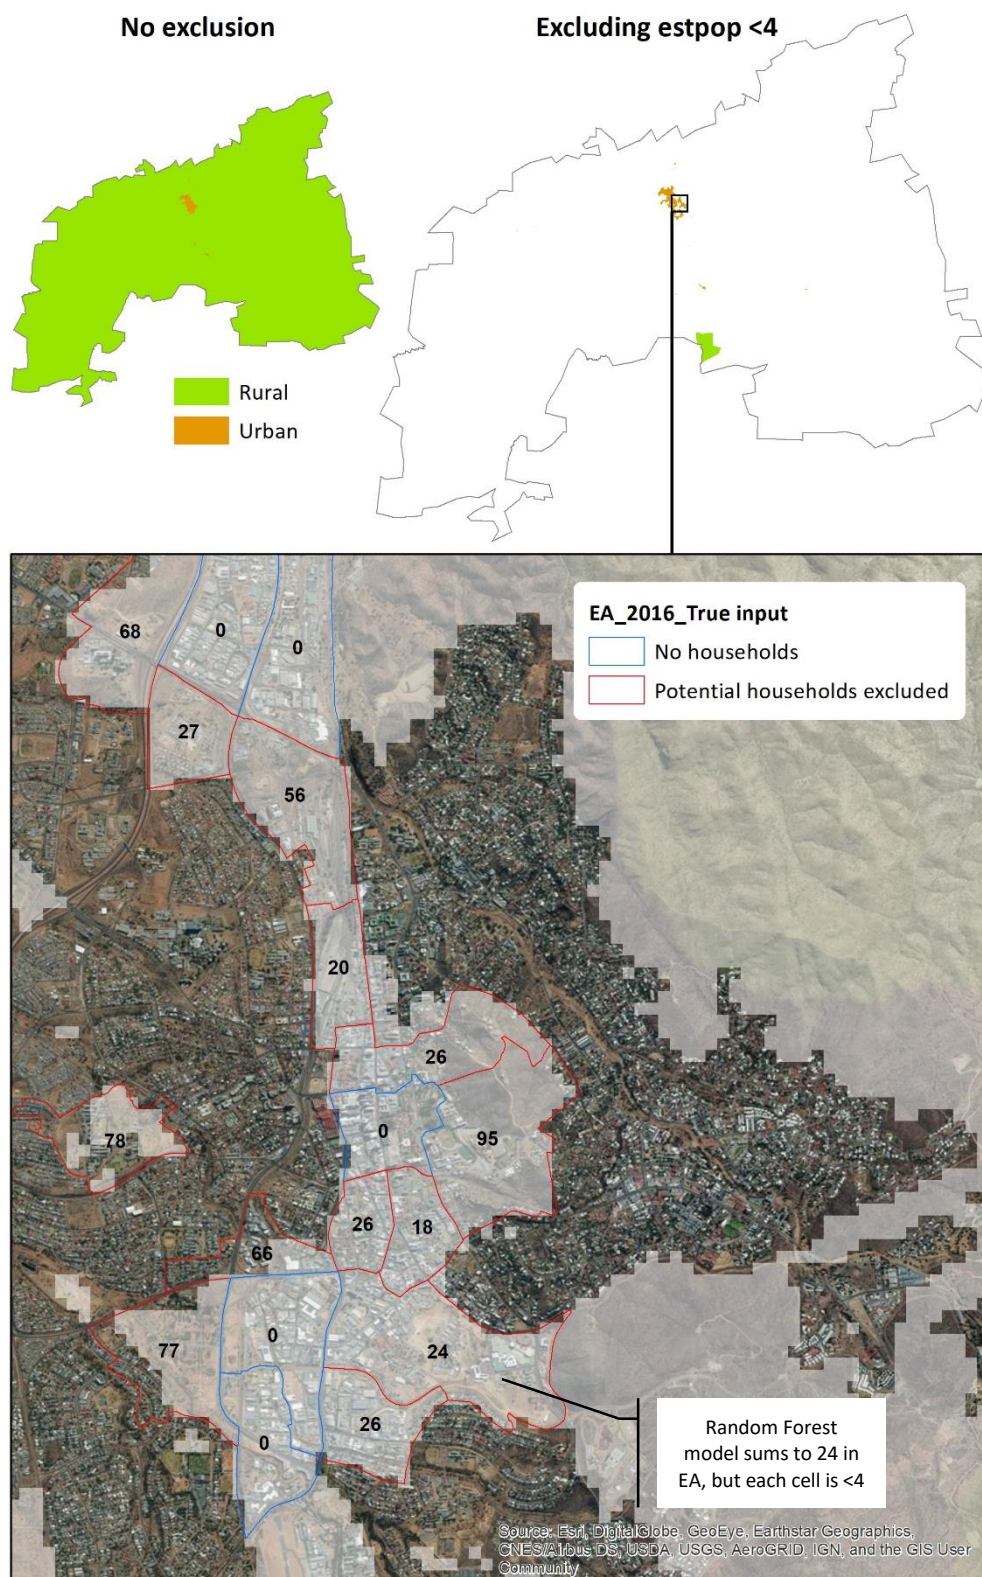 No exclusion
Excluding estpop <4
Rural
Urban
EA_2016_True input
No households
Potential households excluded
68
0
0
27
56
20
26
0
95
78
26
18
66
0
77
24
26
0
Random Forest
model sums to 24 in
EA, but each cell is <4
Source: Esri, DigitalGlobe, GeoEye, Earthstar Geographics,
CNES/Airbus DS, USDA, USGS, AeroGRID, IGN, and the GIS User
Community